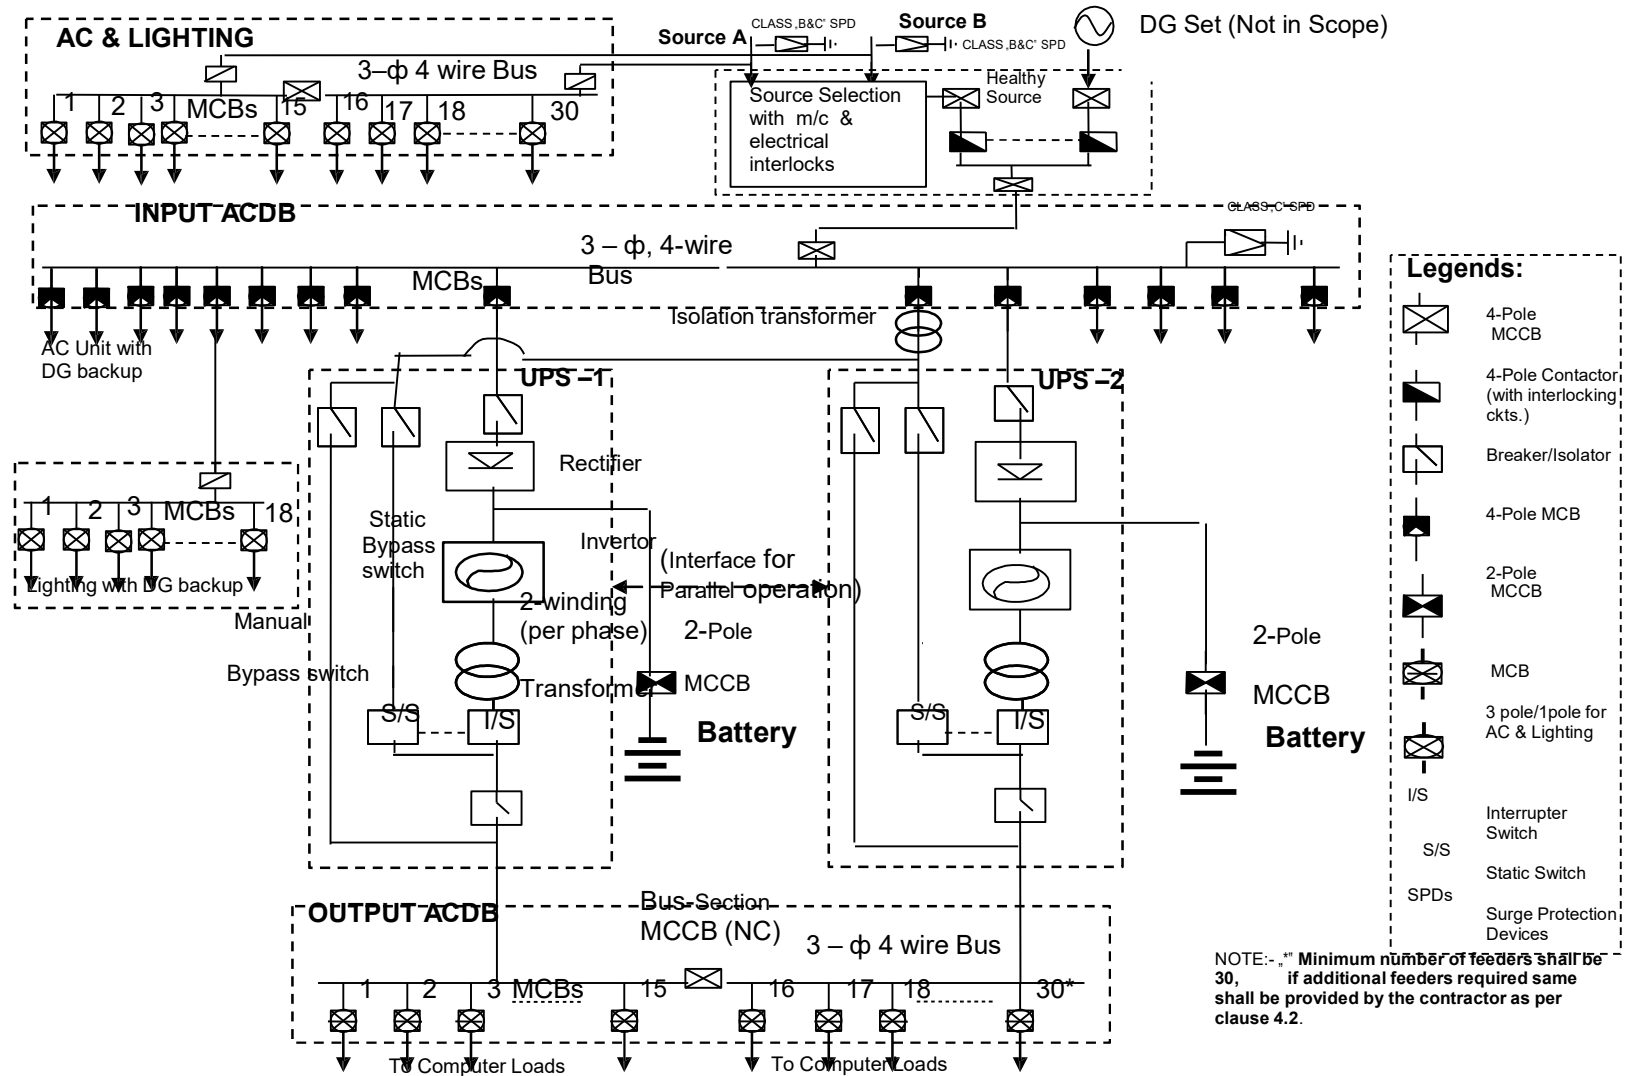 AC & LIGHTING
3–ф 4 wire Bus
1 2 3 MCBs 15 16 17 18 30
Source A
CLASS „B&C“ SPD
Source B
CLASS „B&C“ SPD
DG Set (Not in Scope)
Source Selection
with m/c &
electrical
interlocks
Healthy
Source
INPUT ACDB
3 – ф, 4-wire
Bus
MCBs
CLASS „C“ SPD
Isolation transformer
AC Unit with
DG backup
1 2 3 MCBs 18
Lighting with DG backup
UPS –1
Rectifier
Static
Bypass
switch
Invertor
2-winding
(per phase)
Transformer
Manual
Bypass switch
S/S
I/S
(Interface for
Parallel operation)
2-Pole
MCCB
Battery
UPS –2
S/S
I/S
2-Pole
MCCB
Battery
OUTPUT ACDB
Bus-Section
MCCB (NC)
3 – ф 4 wire Bus
1 2 3 MCBs 15 16 17 18 30*
To Computer Loads
To Computer Loads
Legends:
4-Pole
MCCB
4-Pole Contactor
(with interlocking
ckts.)
Breaker/Isolator
4-Pole MCB
2-Pole
MCCB
MCB
3 pole/1pole for
AC & Lighting
I/S
Interrupter
Switch
S/S
Static Switch
SPDs
Surge Protection
Devices
NOTE:- „*“ Minimum number of feeders shall be
30, if additional feeders required same
shall be provided by the contractor as per
clause 4.2.